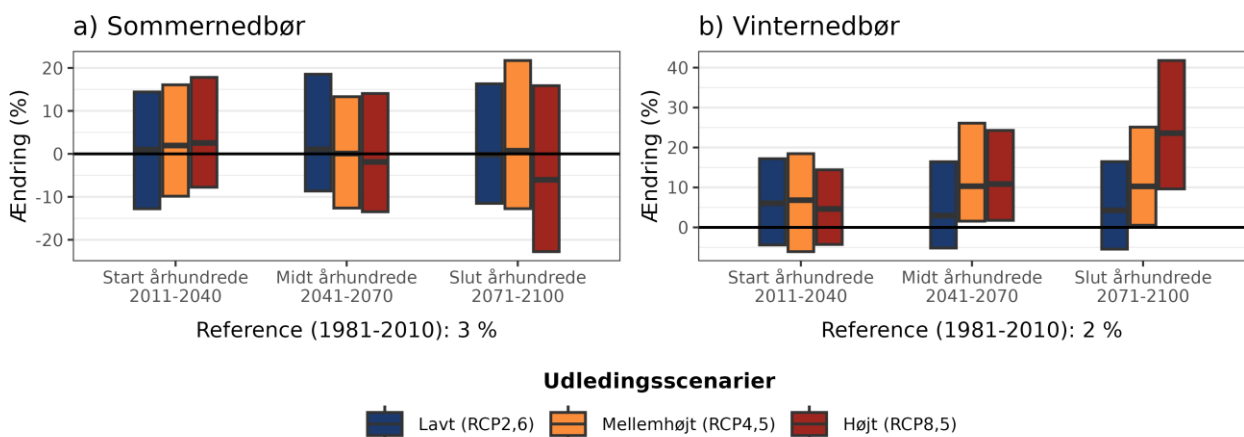 a) Sommernedbør
b) Vinternedbør
Ændring (%)
20
10
0
-10
-20
Start århundrede
2011-2040
Midt århundrede
2041-2070
Slut århundrede
2071-2100
Reference (1981-2010): 3 %
Ændring (%)
40
30
20
10
0
Start århundrede
2011-2040
Midt århundrede
2041-2070
Slut århundrede
2071-2100
Reference (1981-2010): 2 %
Udledingsscenarier
Lavt (RCP2,6)
Mellemhøjt (RCP4,5)
Højt (RCP8,5)